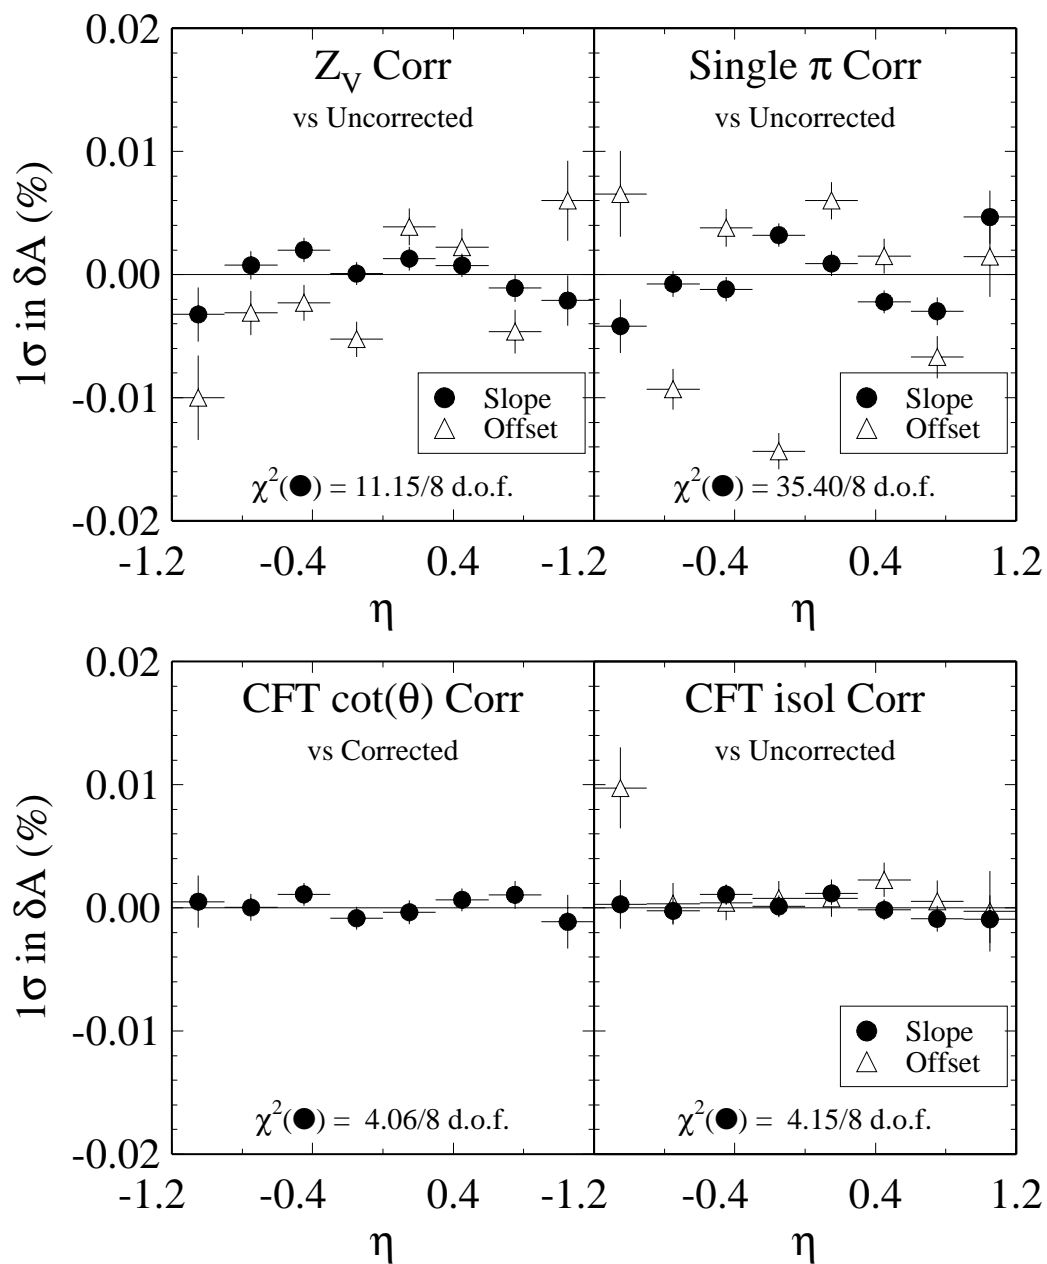 0.02
0.01
0.00
-0.01
-0.02
1σ in δA (%)
Z_V Corr
vs Uncorrected
Slope
Offset
χ²(●) = 11.15/8 d.o.f.
Single π Corr
vs Uncorrected
Slope
Offset
χ²(●) = 35.40/8 d.o.f.
-1.2 -0.4 0.4 -1.2 -0.4 0.4 1.2
η η
0.02
0.01
0.00
-0.01
-0.02
1σ in δA (%)
CFT cot(θ) Corr
vs Corrected
χ²(●) = 4.06/8 d.o.f.
CFT isol Corr
vs Uncorrected
Slope
Offset
χ²(●) = 4.15/8 d.o.f.
-1.2 -0.4 0.4 -1.2 -0.4 0.4 1.2
η η